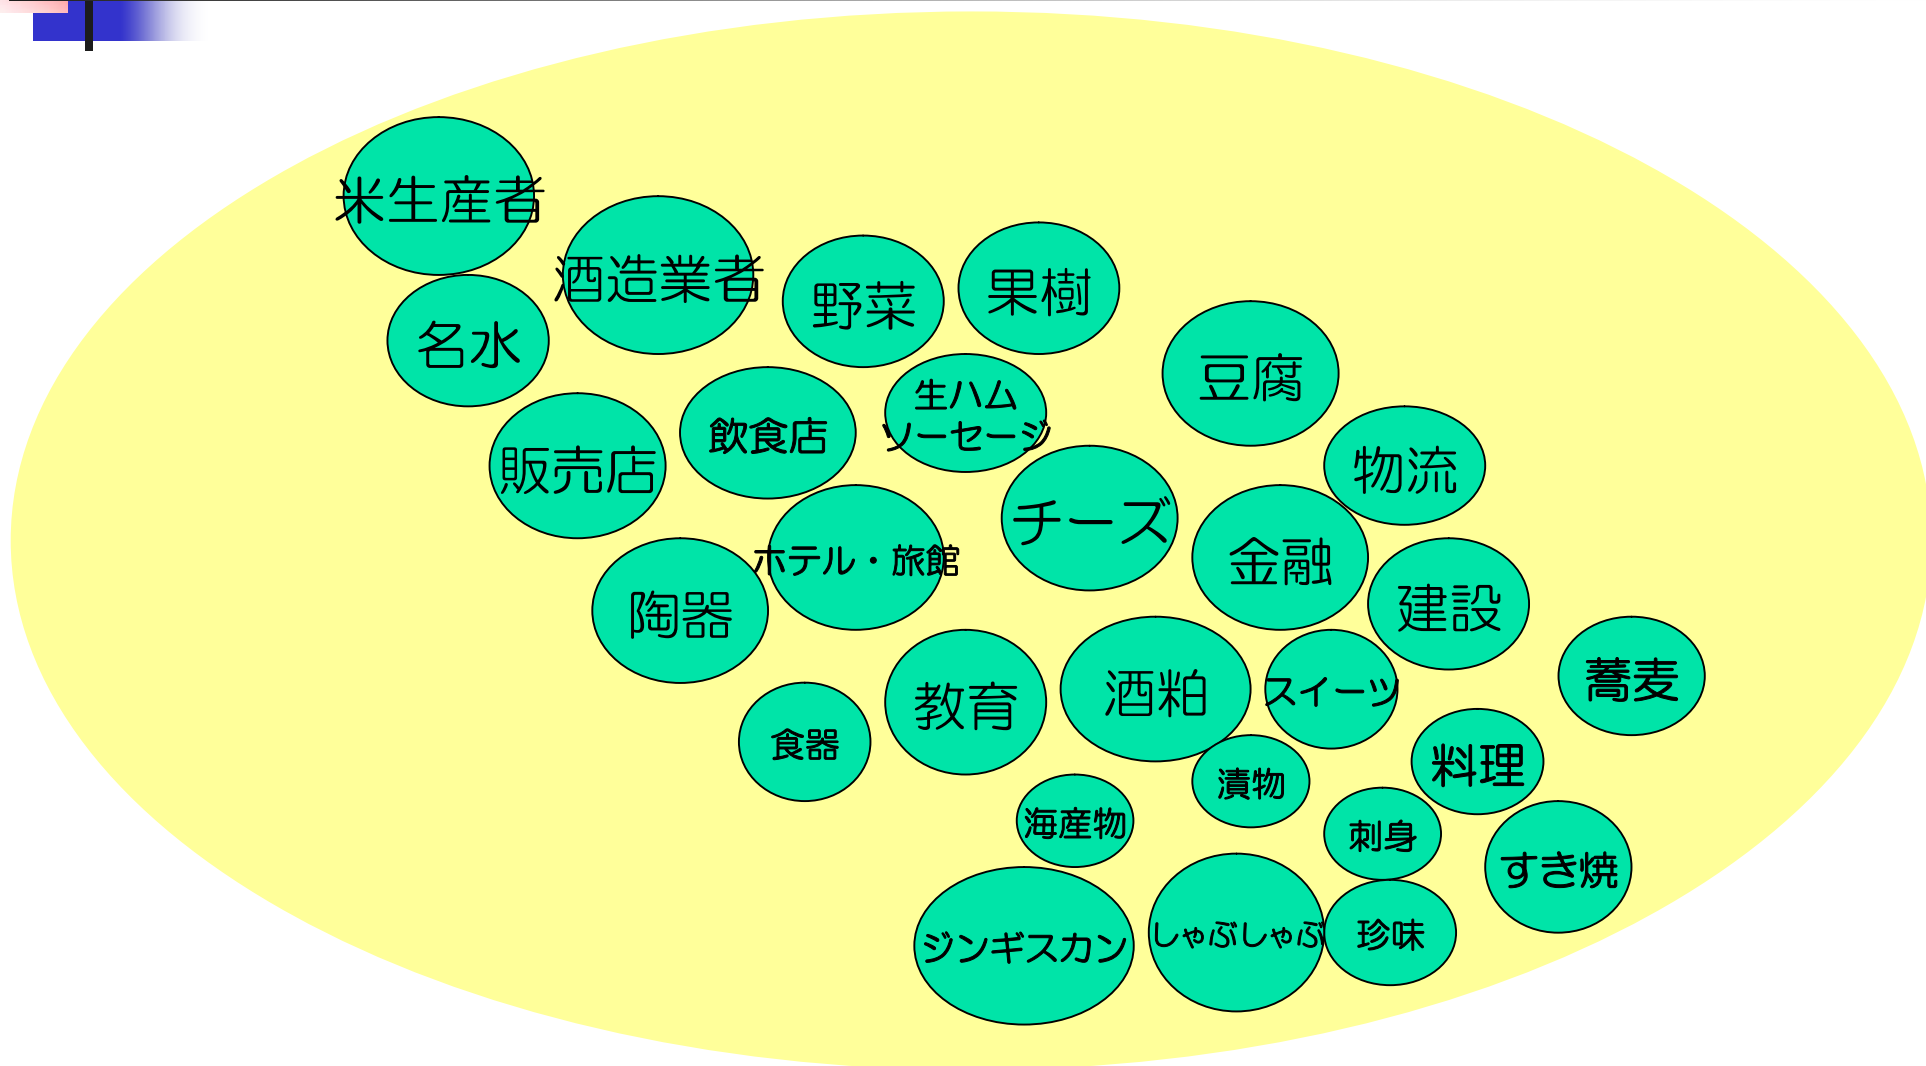 米生産者
酒造業者
野菜
果樹
名水
豆腐
飲食店
生ハム
ソーセージ
販売店
物流
チーズ
ホテル・旅館
金融
陶器
建設
教育
酒粕
スイーツ
蕎麦
食器
漬物
料理
海産物
刺身
すき焼
ジンギスカン
しゃぶしゃぶ
珍味